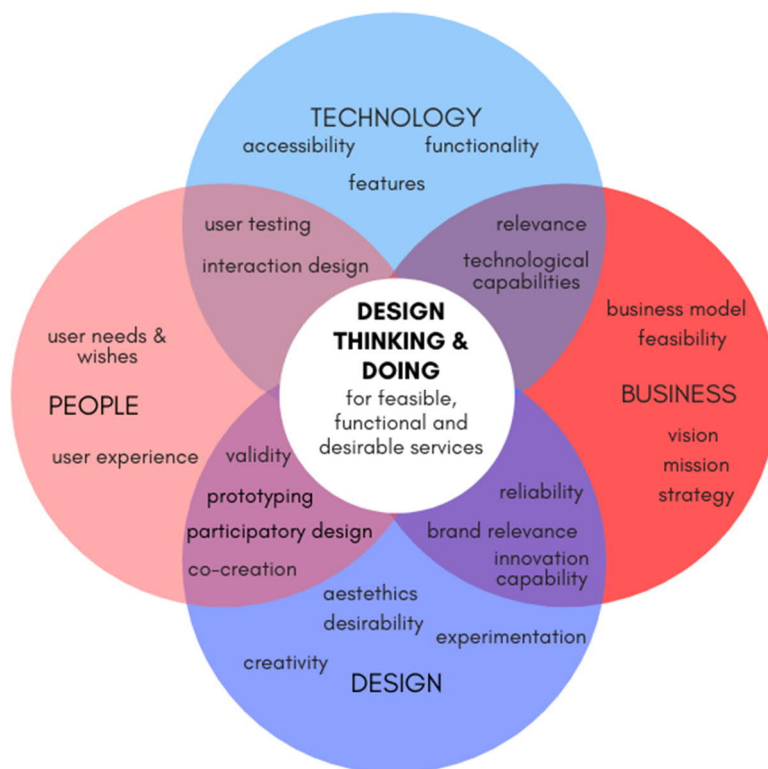 TECHNOLOGY
accessibility
functionality
features
user testing
interaction design
relevance
technological
capabilities
user needs &
wishes
PEOPLE
user experience
DESIGN
THINKING &
DOING
for feasible,
functional and
desirable services
business model
feasibility
BUSINESS
vision
mission
strategy
validity
prototyping
participatory design
co-creation
reliability
brand relevance
innovation
capability
aestethics
desirability
experimentation
creativity
DESIGN